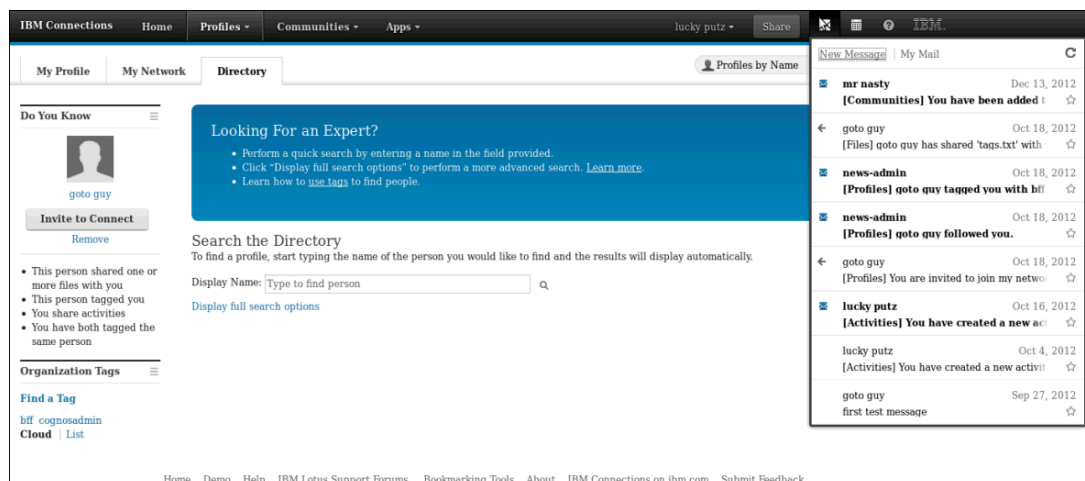 IBM Connections Home Profiles Communities Apps lucky putz Share IBM.
My Profile My Network Directory Profiles by Name
Do You Know
goto guy
Invite to Connect
Remove
• This person shared one or
more files with you
• This person tagged you
• You share activities
• You have both tagged the
same person
Organization Tags
Find a Tag
bff cognosadmin
Cloud | List
Looking For an Expert?
• Perform a quick search by entering a name in the field provided.
• Click "Display full search options" to perform a more advanced search. Learn more.
• Learn how to use tags to find people.
Search the Directory
To find a profile, start typing the name of the person you would like to find and the results will display automatically.
Display Name: Type to find person
Display full search options
New Message | My Mail
mr nasty Dec 13, 2012
[Communities] You have been added t
goto guy Oct 18, 2012
[Files] goto guy has shared 'tags.txt' with
news-admin Oct 18, 2012
[Profiles] goto guy tagged you with bff
news-admin Oct 18, 2012
[Profiles] goto guy followed you.
goto guy Oct 18, 2012
[Profiles] You are invited to join my netwo
lucky putz Oct 16, 2012
[Activities] You have created a new ac
lucky putz Oct 4, 2012
[Activities] You have created a new activit
goto guy Sep 27, 2012
first test message
Home Demo Help IBM Lotus Support Forums Bookmarking Tools About IBM Connections on ibm.com Submit Feedback